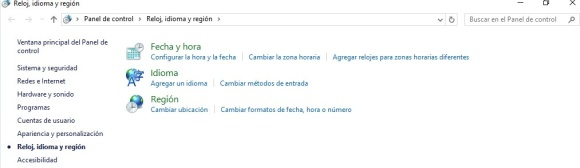 Reloj, idioma y región
Panel de control > Reloj, idioma y región >
Buscar en el Panel de control
Ventana principal del Panel de
control
Sistema y seguridad
Redes e Internet
Hardware y sonido
Programas
Cuentas de usuario
Apariencia y personalización
Reloj, idioma y región
Accesibilidad
Fecha y hora
Configurar la hora y la fecha | Cambiar la zona horaria | Agregar relojes para zonas horarias diferentes
Idioma
Agregar un idioma | Cambiar métodos de entrada
Región
Cambiar ubicación | Cambiar formatos de fecha, hora o número